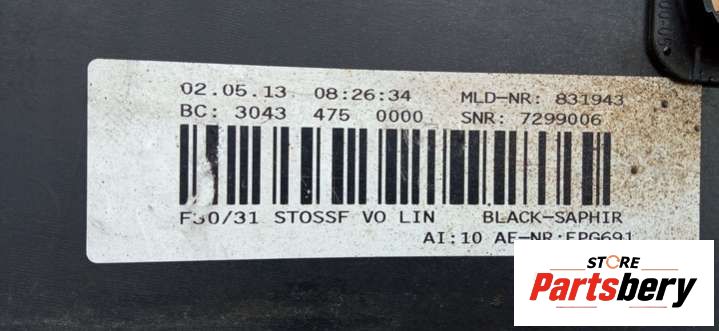 02.05.13 08:26:34 MLD-NR: 831943
BC: 3043 475 0000 SNR: 7299006
F30/31 STOSSF VO LIN BLACK-SAPHIR
AI:10 AE-NR:EPG691
STORE
Partsbery